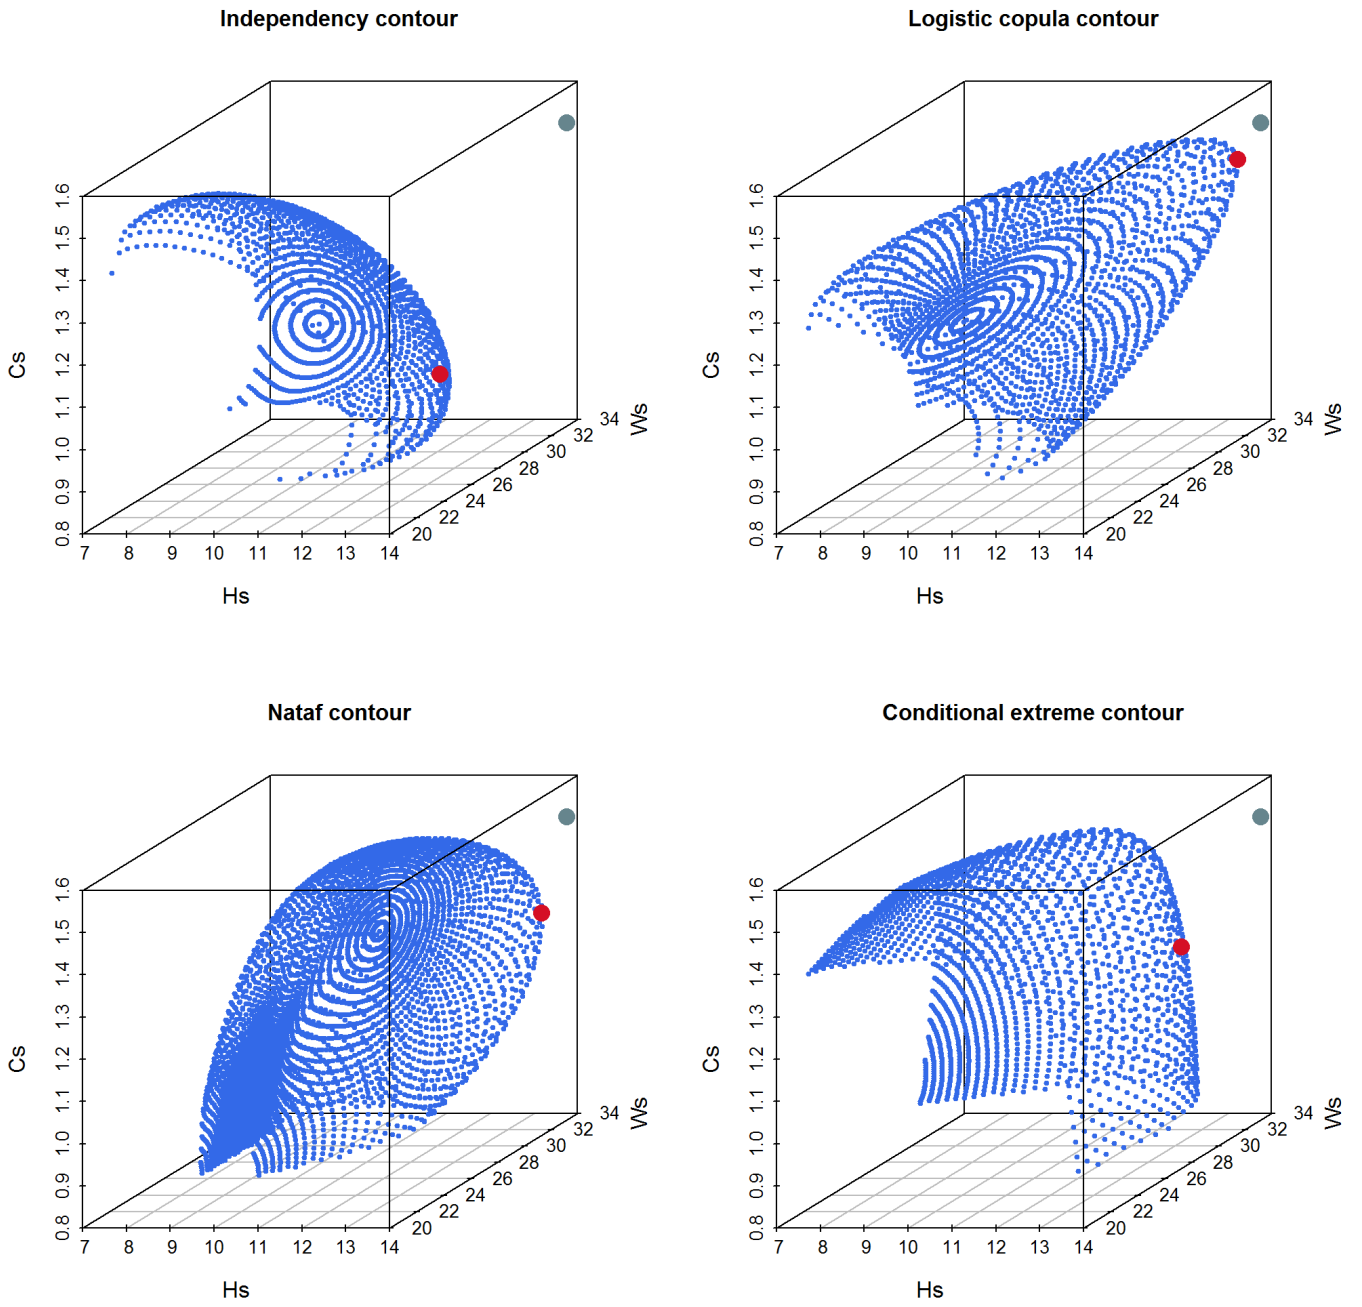 Independency contour
Logistic copula contour
1.6
1.5
1.4
1.3
1.2
1.1
1.0
0.9
0.8
Cs
7 8 9 10 11 12 13 14
Hs
20 22 24 26 28 30 32 34
Ws
1.6
1.5
1.4
1.3
1.2
1.1
1.0
0.9
0.8
Cs
7 8 9 10 11 12 13 14
Hs
20 22 24 26 28 30 32 34
Ws
Nataf contour
Conditional extreme contour
1.6
1.5
1.4
1.3
1.2
1.1
1.0
0.9
0.8
Cs
7 8 9 10 11 12 13 14
Hs
20 22 24 26 28 30 32 34
Ws
1.6
1.5
1.4
1.3
1.2
1.1
1.0
0.9
0.8
Cs
7 8 9 10 11 12 13 14
Hs
20 22 24 26 28 30 32 34
Ws